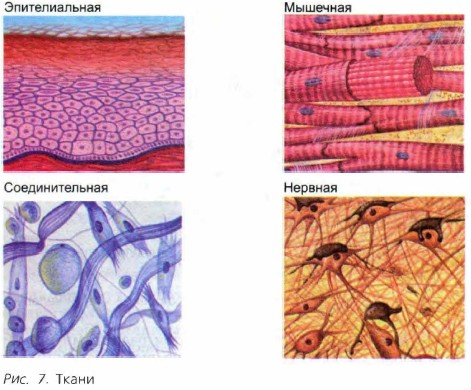 Эпителиальная
Мышечная
Соединительная
Нервная
Рис. 7. Ткани